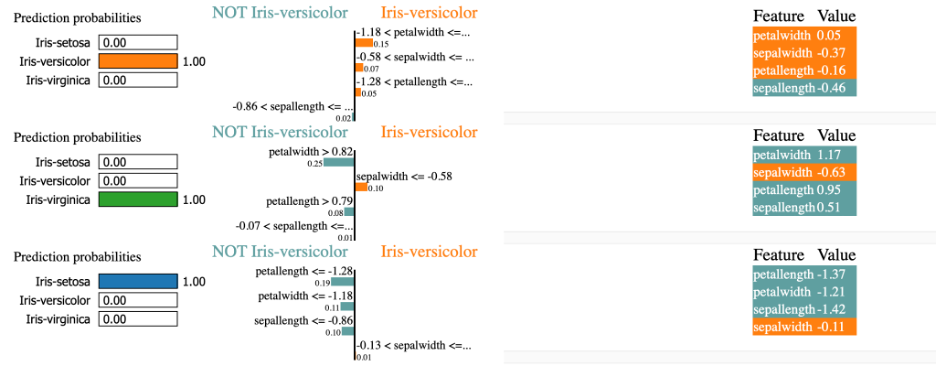 Prediction probabilities
Iris-setosa 0.00
Iris-versicolor 1.00
Iris-virginica 0.00
NOT Iris-versicolor Iris-versicolor
-1.18 < petalwidth <=...
0.15
-0.58 < sepalwidth <= ...
0.07
-1.28 < petallength <=...
0.05
-0.86 < sepallength <= ...
0.02
Feature Value
petalwidth 0.05
sepalwidth -0.37
petallength -0.16
sepallength -0.46
Prediction probabilities
Iris-setosa 0.00
Iris-versicolor 0.00
Iris-virginica 1.00
NOT Iris-versicolor Iris-versicolor
petalwidth > 0.82
0.25
sepalwidth <= -0.58
0.10
petallength > 0.79
0.08
-0.07 < sepallength <=...
0.01
Feature Value
petalwidth 1.17
sepalwidth -0.63
petallength 0.95
sepallength 0.51
Prediction probabilities
Iris-setosa 1.00
Iris-versicolor 0.00
Iris-virginica 0.00
NOT Iris-versicolor Iris-versicolor
petallength <= -1.28
0.19
petalwidth <= -1.18
0.11
sepallength <= -0.86
0.10
-0.13 < sepalwidth <=...
0.01
Feature Value
petallength -1.37
petalwidth -1.21
sepallength -1.42
sepalwidth -0.11